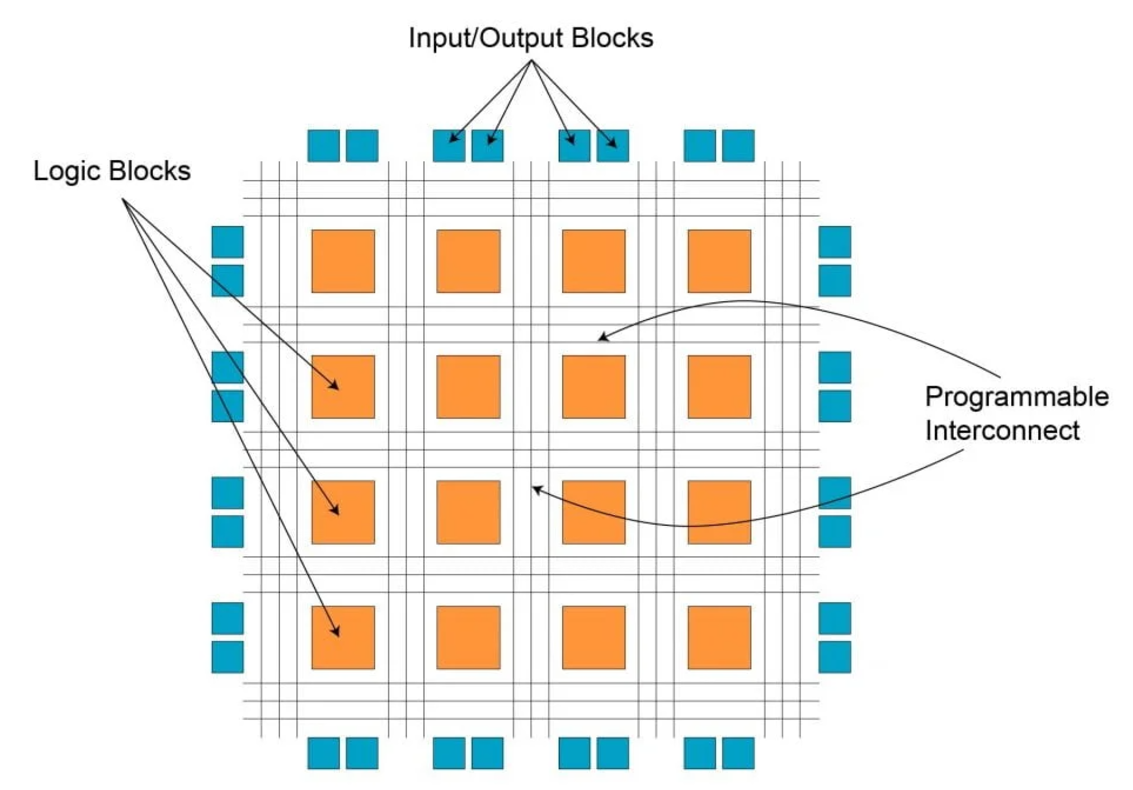 Input/Output Blocks
Logic Blocks
Programmable
Interconnect